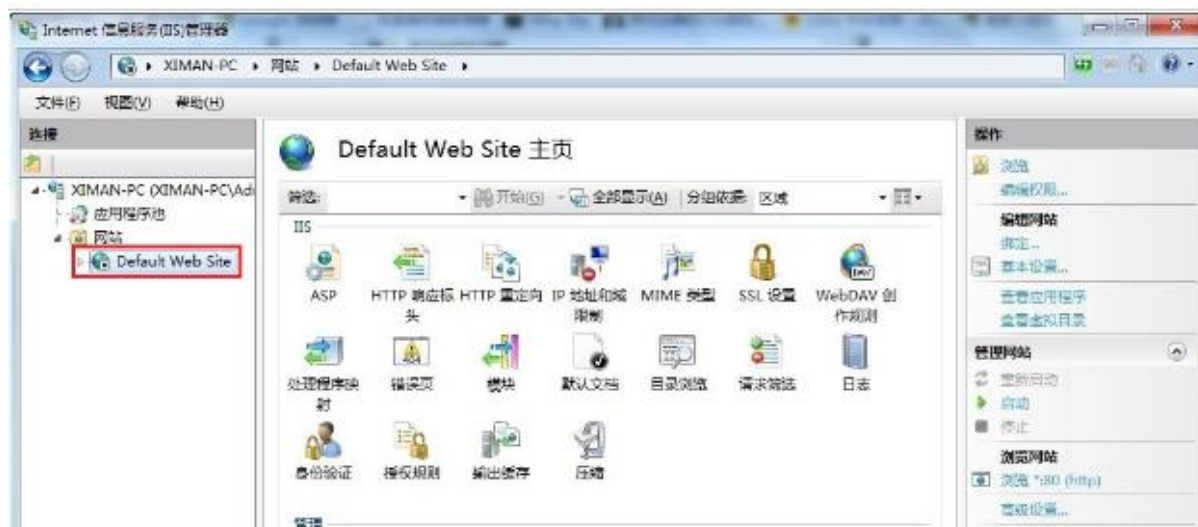 Internet 信息服务(IIS)管理器
XIMAN-PC 网站 Default Web Site
文件(F) 视图(V) 帮助(H)
连接
XIMAN-PC (XIMAN-PC\Ad
应用程序池
网站
Default Web Site
Default Web Site 主页
筛选: 开始(G) 全部显示(A) 分组依据: 区域
IIS
ASP
HTTP 响应标头
HTTP 重定向
IP 地址和域限制
MIME 类型
SSL 设置
WebDAV 创作规则
处理程序映射
错误页
模块
默认文档
目录浏览
请求筛选
日志
身份验证
授权规则
输出缓存
压缩
管理
操作
浏览
编辑权限...
编辑网站
绑定...
基本设置...
查看应用程序
查看虚拟目录
管理网站
重新启动
启动
停止
浏览网站
浏览 *:80 (http)
高级设置...